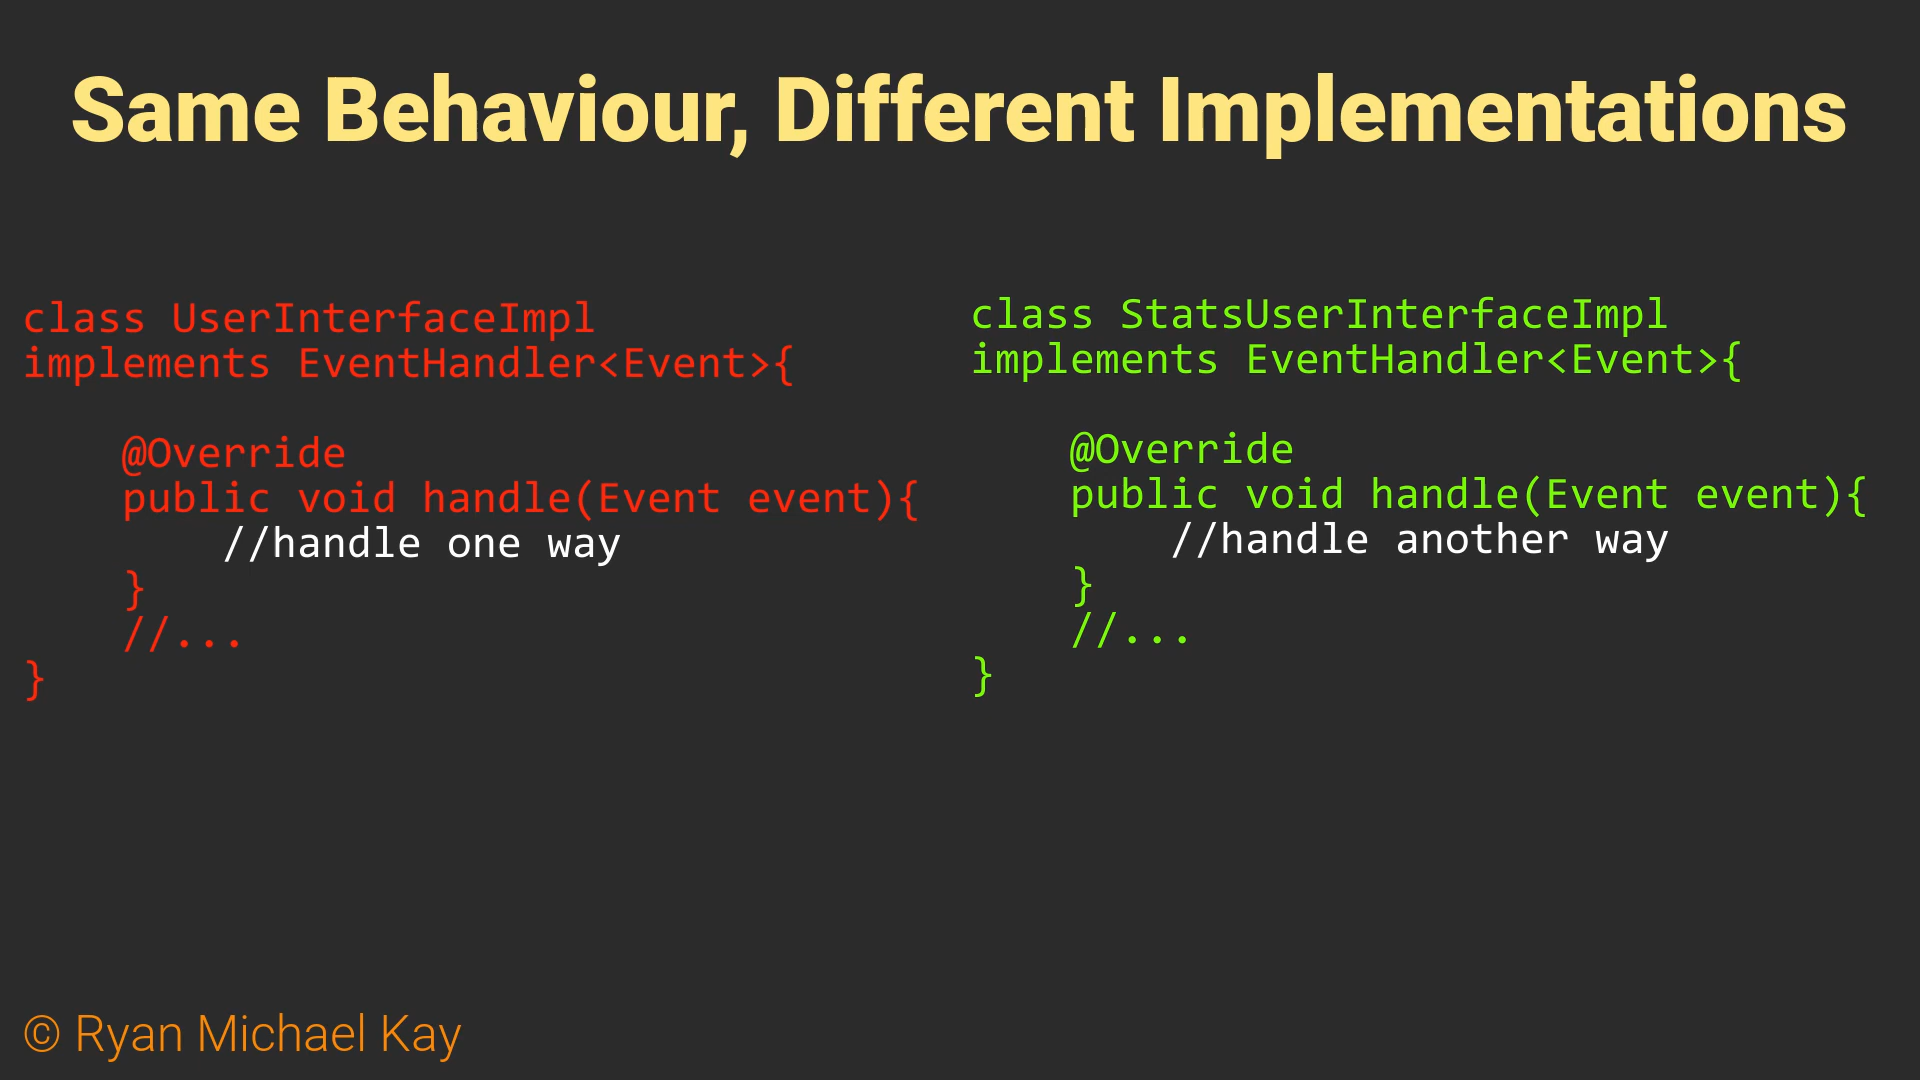 Same Behaviour, Different Implementations
class UserInterfaceImpl
implements EventHandler<Event>{
@Override
public void handle(Event event){
//handle one way
}
//...
}
class StatsUserInterfaceImpl
implements EventHandler<Event>{
@Override
public void handle(Event event){
//handle another way
}
//...
}
© Ryan Michael Kay